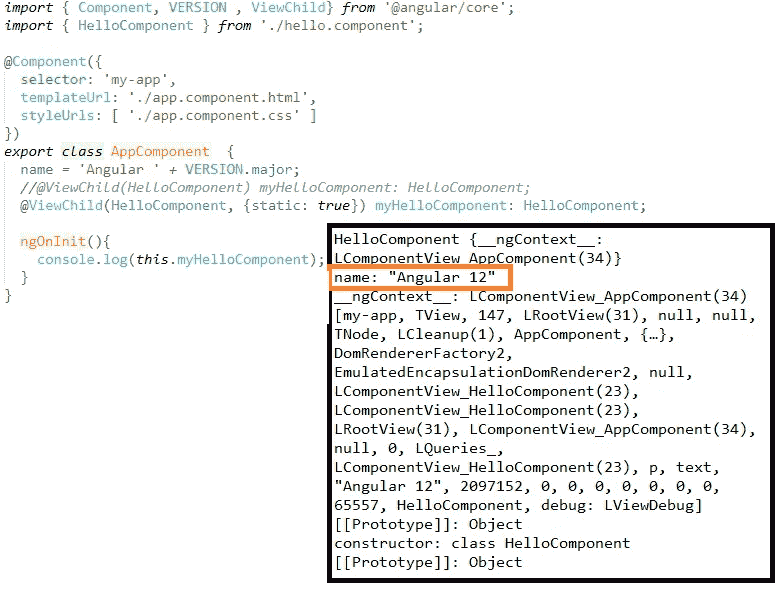 import { Component, VERSION , ViewChild} from '@angular/core';
import { HelloComponent } from './hello.component';
@Component({
selector: 'my-app',
templateUrl: './app.component.html',
styleUrls: [ './app.component.css' ]
})
export class AppComponent {
name = 'Angular ' + VERSION.major;
//@ViewChild(HelloComponent) myHelloComponent: HelloComponent;
@ViewChild(HelloComponent, {static: true}) myHelloComponent: HelloComponent;
ngOnInit(){
console.log(this.myHelloComponent);
}
}
HelloComponent {__ngContext__:
LComponentView_AppComponent(34)}
name: "Angular 12"
__ngContext__: LComponentView_AppComponent(34)
[my-app, TView, 147, LRootView(31), null, null,
TNode, LCleanup(1), AppComponent, {…},
DomRendererFactory2,
EmulatedEncapsulationDomRenderer2, null,
LComponentView_HelloComponent(23),
LComponentView_HelloComponent(23),
LRootView(31), LComponentView_AppComponent(34),
null, 0, LQueries_,
LComponentView_HelloComponent(23), p, text,
"Angular 12", 2097152, 0, 0, 0, 0, 0, 0, 0,
65557, HelloComponent, debug: LViewDebug]
[[Prototype]]: Object
constructor: class HelloComponent
[[Prototype]]: Object